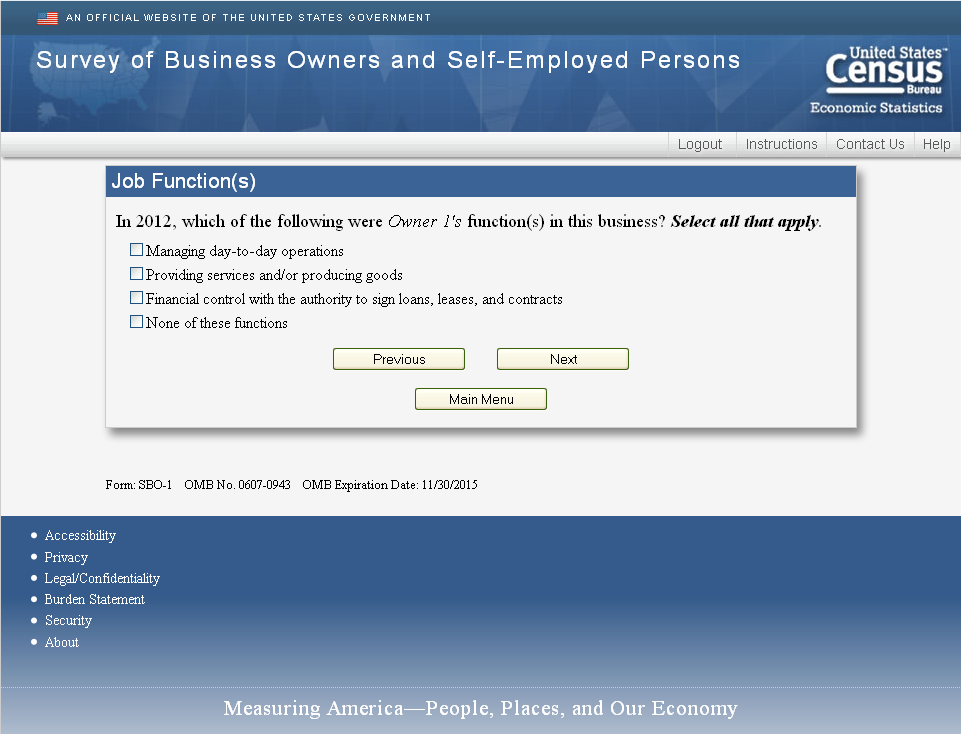 AN OFFICIAL WEBSITE OF THE UNITED STATES GOVERNMENT
Survey of Business Owners and Self-Employed Persons
United States™
Census
Bureau
Economic Statistics
Logout Instructions Contact Us Help
Job Function(s)
In 2012, which of the following were Owner 1's function(s) in this business? Select all that apply.
Managing day-to-day operations
Providing services and/or producing goods
Financial control with the authority to sign loans, leases, and contracts
None of these functions
Previous Next
Main Menu
Form: SBO-1 OMB No. 0607-0943 OMB Expiration Date: 11/30/2015
Accessibility
Privacy
Legal/Confidentiality
Burden Statement
Security
About
Measuring America—People, Places, and Our Economy